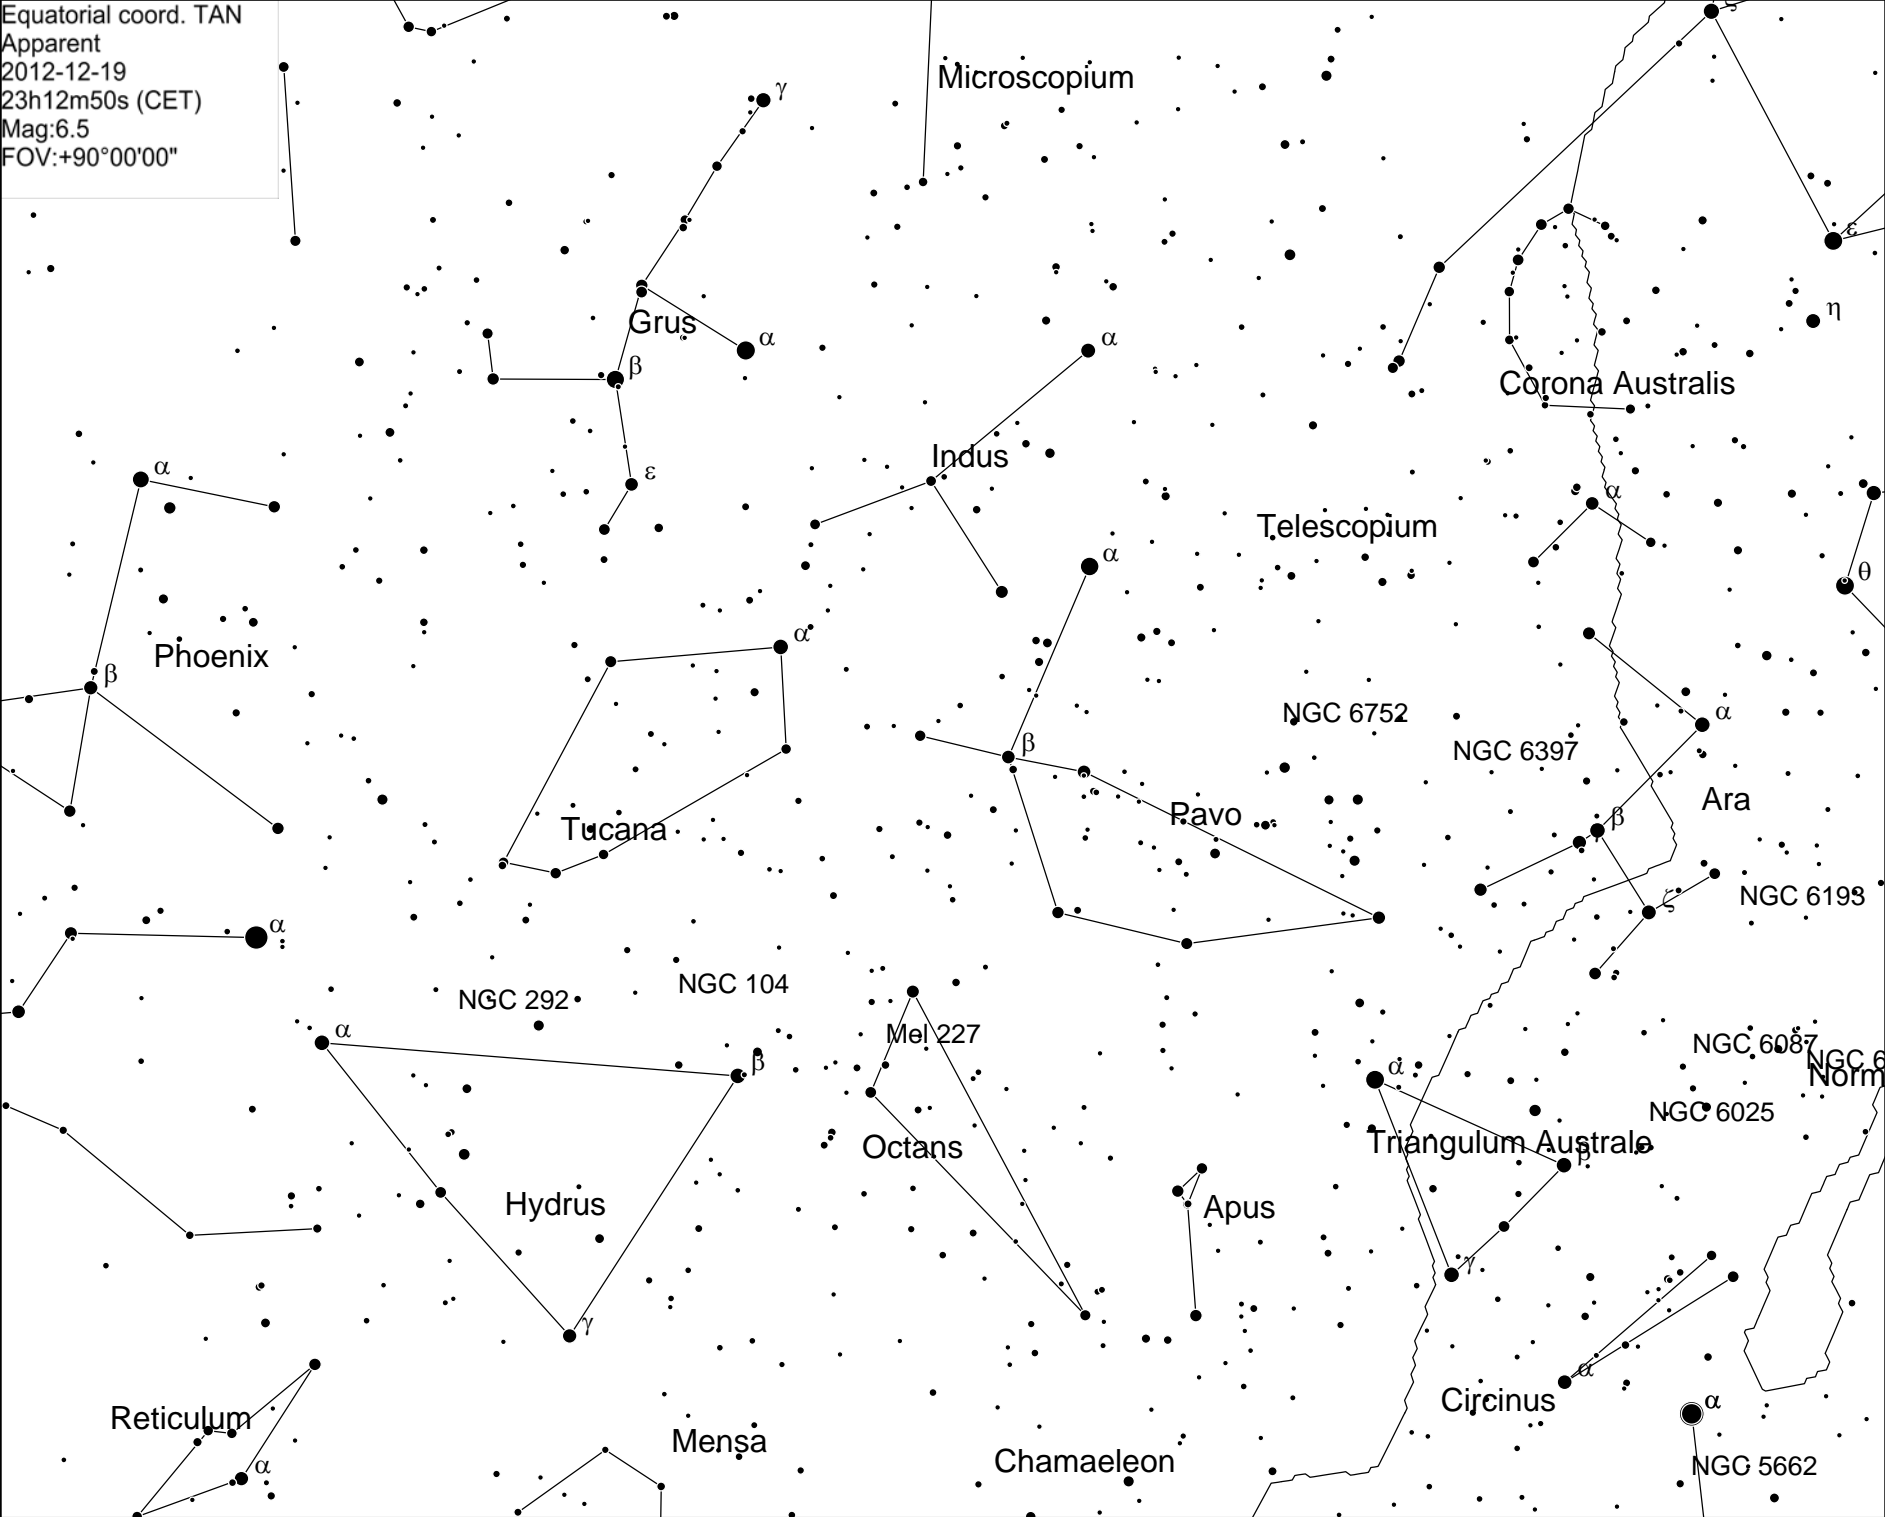 Equatorial coord. TAN
Apparent
2012-12-19
23h12m50s (CET)
Mag:6.5
FOV:+90°00'00"
ζ
Microscopium
γ
ε
η
Grus
α
α
β
Corona Australis
Indus
α
ε
α
Telescopium
α
θ
α
Phoenix
β
NGC 6752
α
β
NGC 6397
Ara
Pavo
β
Tucana
NGC 6193
ζ
α
NGC 104
NGC 292
α
Mel 227
NGC 6087
NGC 6
β
α
Norm
NGC 6025
Octans
Triangulum Australe
β
Hydrus
Apus
γ
γ
α
Circinus
α
Reticulum
Mensa
Chamaeleon
α
NGC 5662